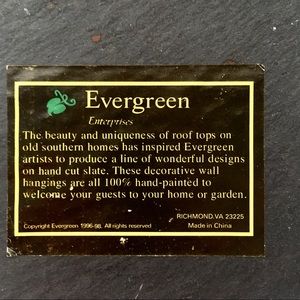 Evergreen
Enterprises
The beauty and uniqueness of roof tops on
old southern homes has inspired Evergreen
artists to produce a line of wonderful designs
on hand cut slate. These decorative wall
hangings are all 100% hand-painted to
welcome your guests to your home or garden.
RICHMOND.VA 23225
Copyright Evergreen 1996-98. All rights reserved
Made in China